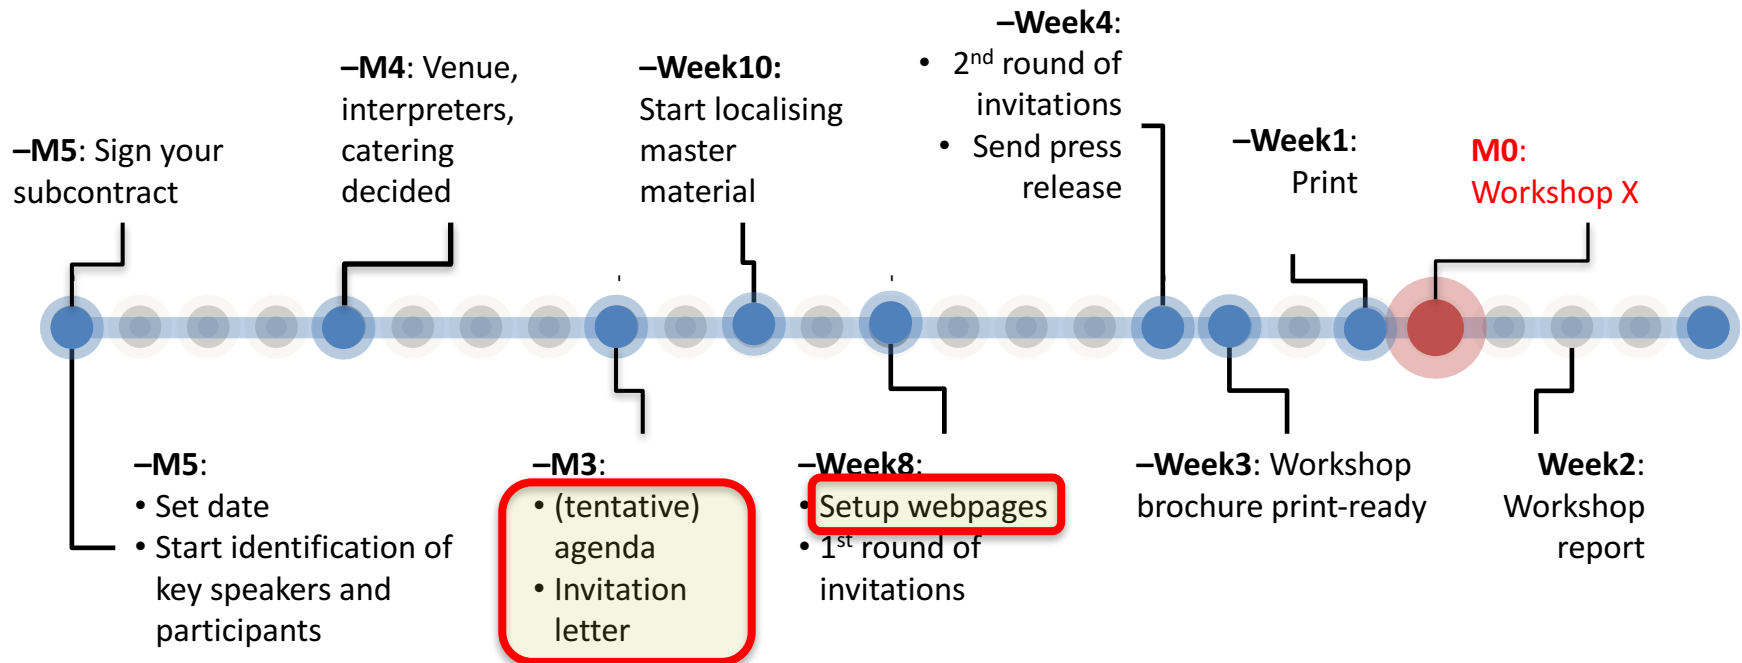 –M5: Sign your
subcontract
–M4: Venue,
interpreters,
catering
decided
–Week10:
Start localising
master
material
–Week4:
• 2nd round of
invitations
• Send press
release
–Week1:
Print
M0:
Workshop X
–M5:
• Set date
• Start identification of
key speakers and
participants
–M3:
• (tentative)
agenda
• Invitation
letter
–Week8:
• Setup webpages
• 1st round of
invitations
–Week3: Workshop
brochure print-ready
Week2:
Workshop
report